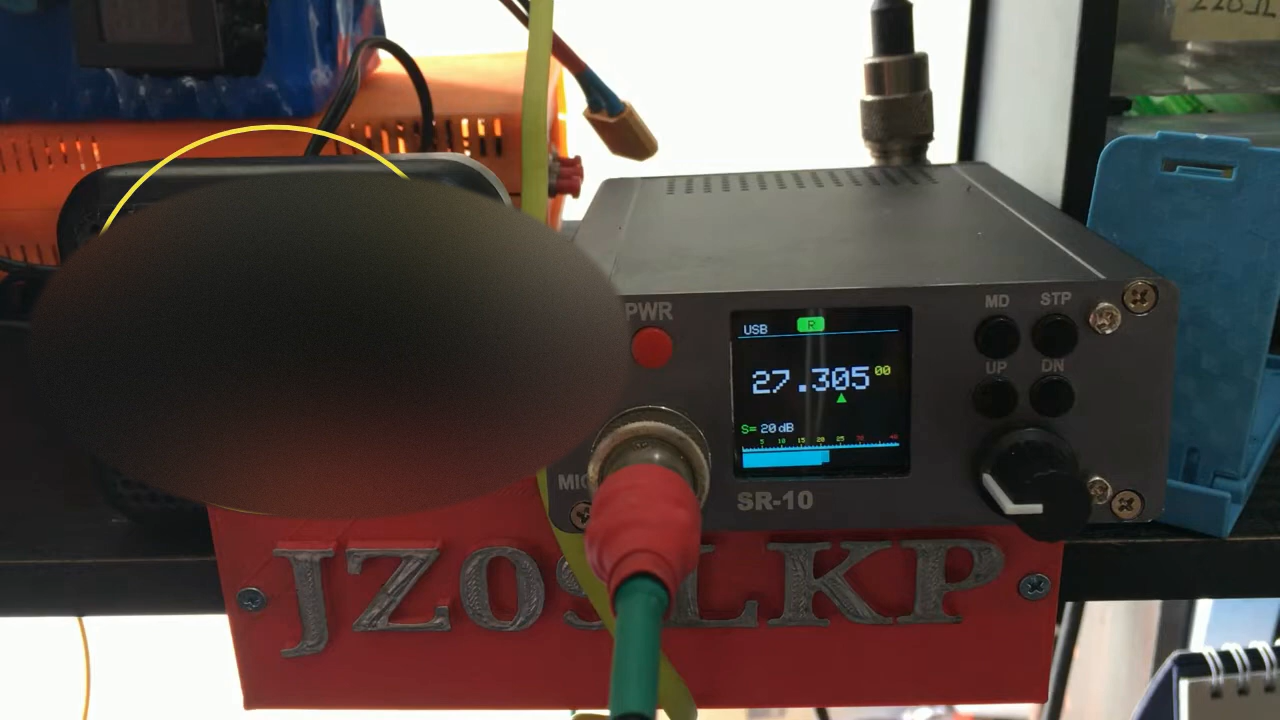 220JL
PWR
USB
R
27.305 00
S= 20 dB
5 10 15 20 25 30 40
MD STP
UP DN
MIC
SR-10
JZ09LKP